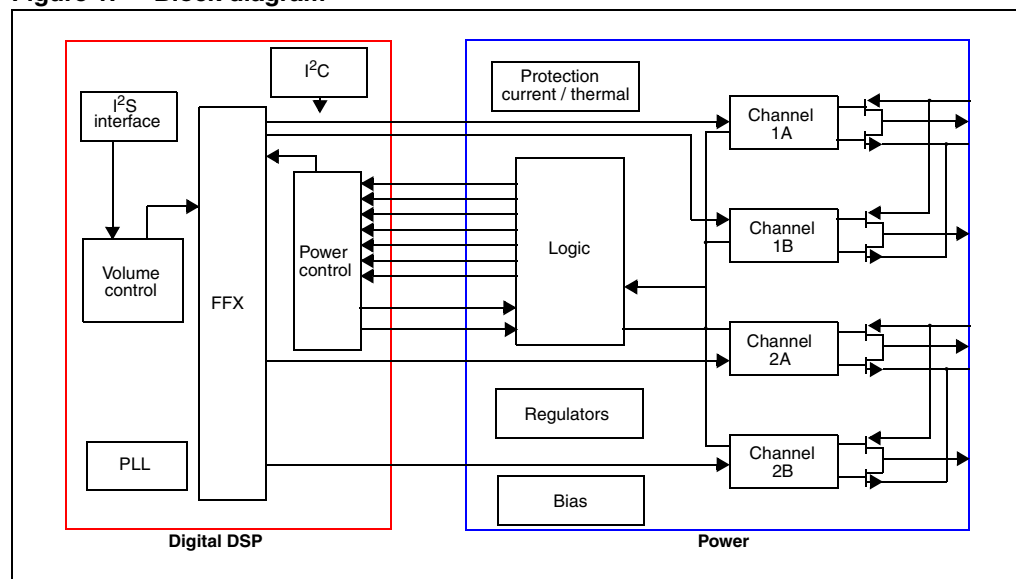 Figure 1. Block diagram
I²C
I²S
interface
Protection
current / thermal
Channel
1A
Channel
1B
Volume
control
FFX
Power
control
Logic
Channel
2A
Regulators
Channel
2B
PLL
Bias
Digital DSP
Power